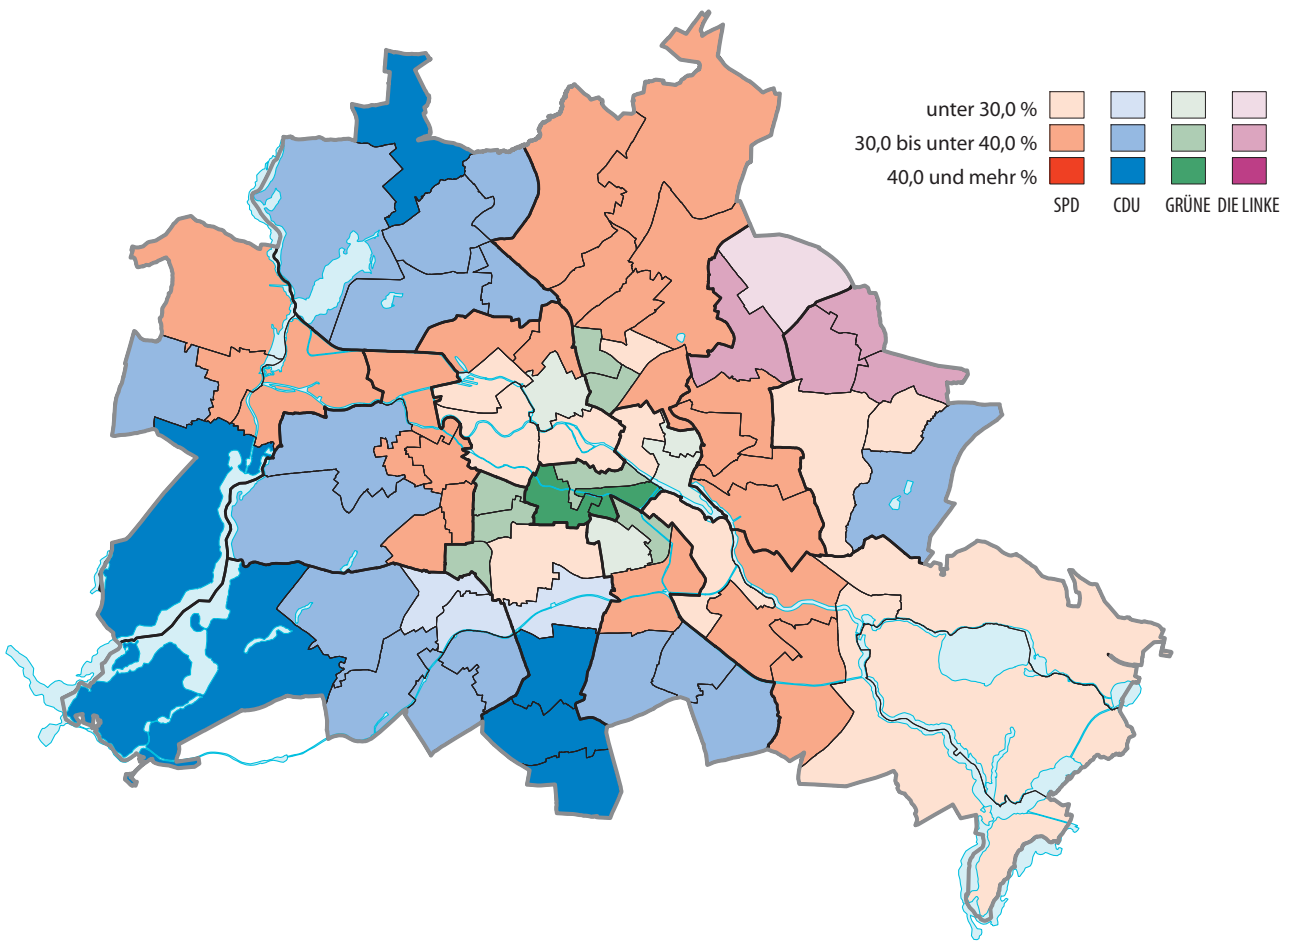 unter 30,0 %
30,0 bis unter 40,0 %
40,0 und mehr %
SPD CDU GRÜNE DIE LINKE